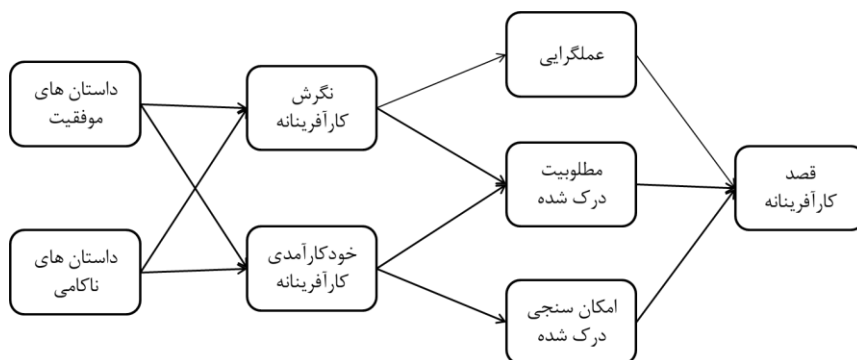 داستان های
موفقیت
داستان های
ناکامی
نگرش
کارآفرینانه
خودکارآمدی
کارآفرینانه
عملگرایی
مطلوبیت
درک شده
امکان سنجی
درک شده
قصد
کارآفرینانه